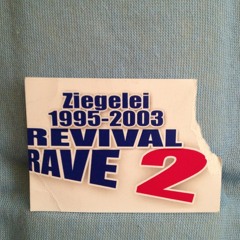 Ziegelei
1995-2003
REVIVAL
RAVE 2